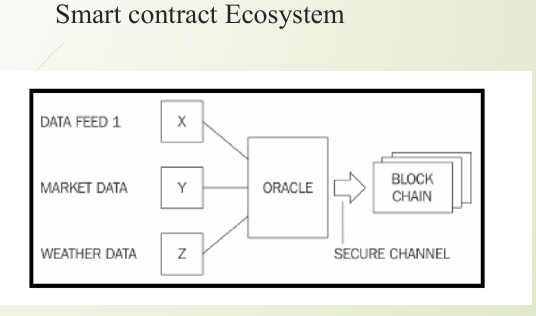 Smart contract Ecosystem
DATA FEED 1
X
MARKET DATA
Y
ORACLE
BLOCK
CHAIN
WEATHER DATA
Z
SECURE CHANNEL